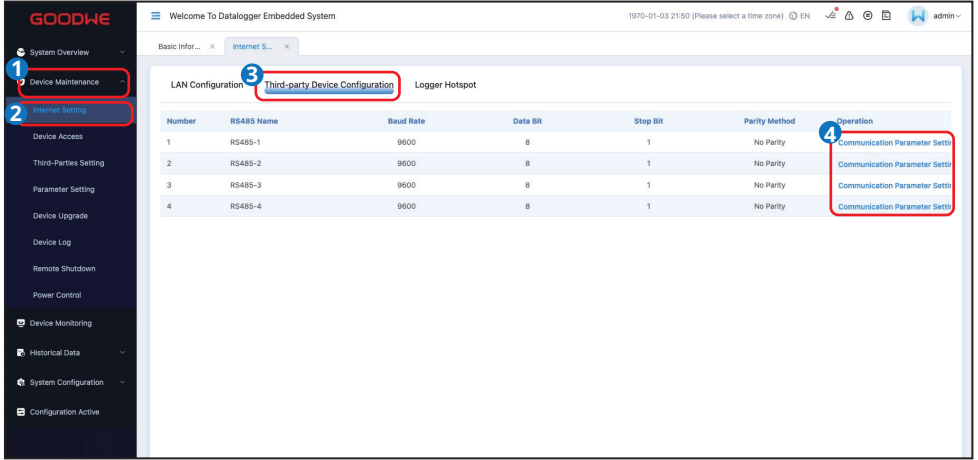 GOODWE
Welcome To Datalogger Embedded System
1970-01-03 21:50 (Please select a time zone) EN
admin
Basic Infor... ×
Internet S... ×
System Overview
1
Device Maintenance
2
Internet Setting
Device Access
Third-Parties Setting
Parameter Setting
Device Upgrade
Device Log
Remote Shutdown
Power Control
Device Monitoring
Historical Data
System Configuration
Configuration Active
LAN Configuration
3
Third-party Device Configuration
Logger Hotspot
Number RS485 Name Baud Rate Data Bit Stop Bit Parity Method Operation
4
1 RS485-1 9600 8 1 No Parity Communication Parameter Settin
2 RS485-2 9600 8 1 No Parity Communication Parameter Settin
3 RS485-3 9600 8 1 No Parity Communication Parameter Settin
4 RS485-4 9600 8 1 No Parity Communication Parameter Settin